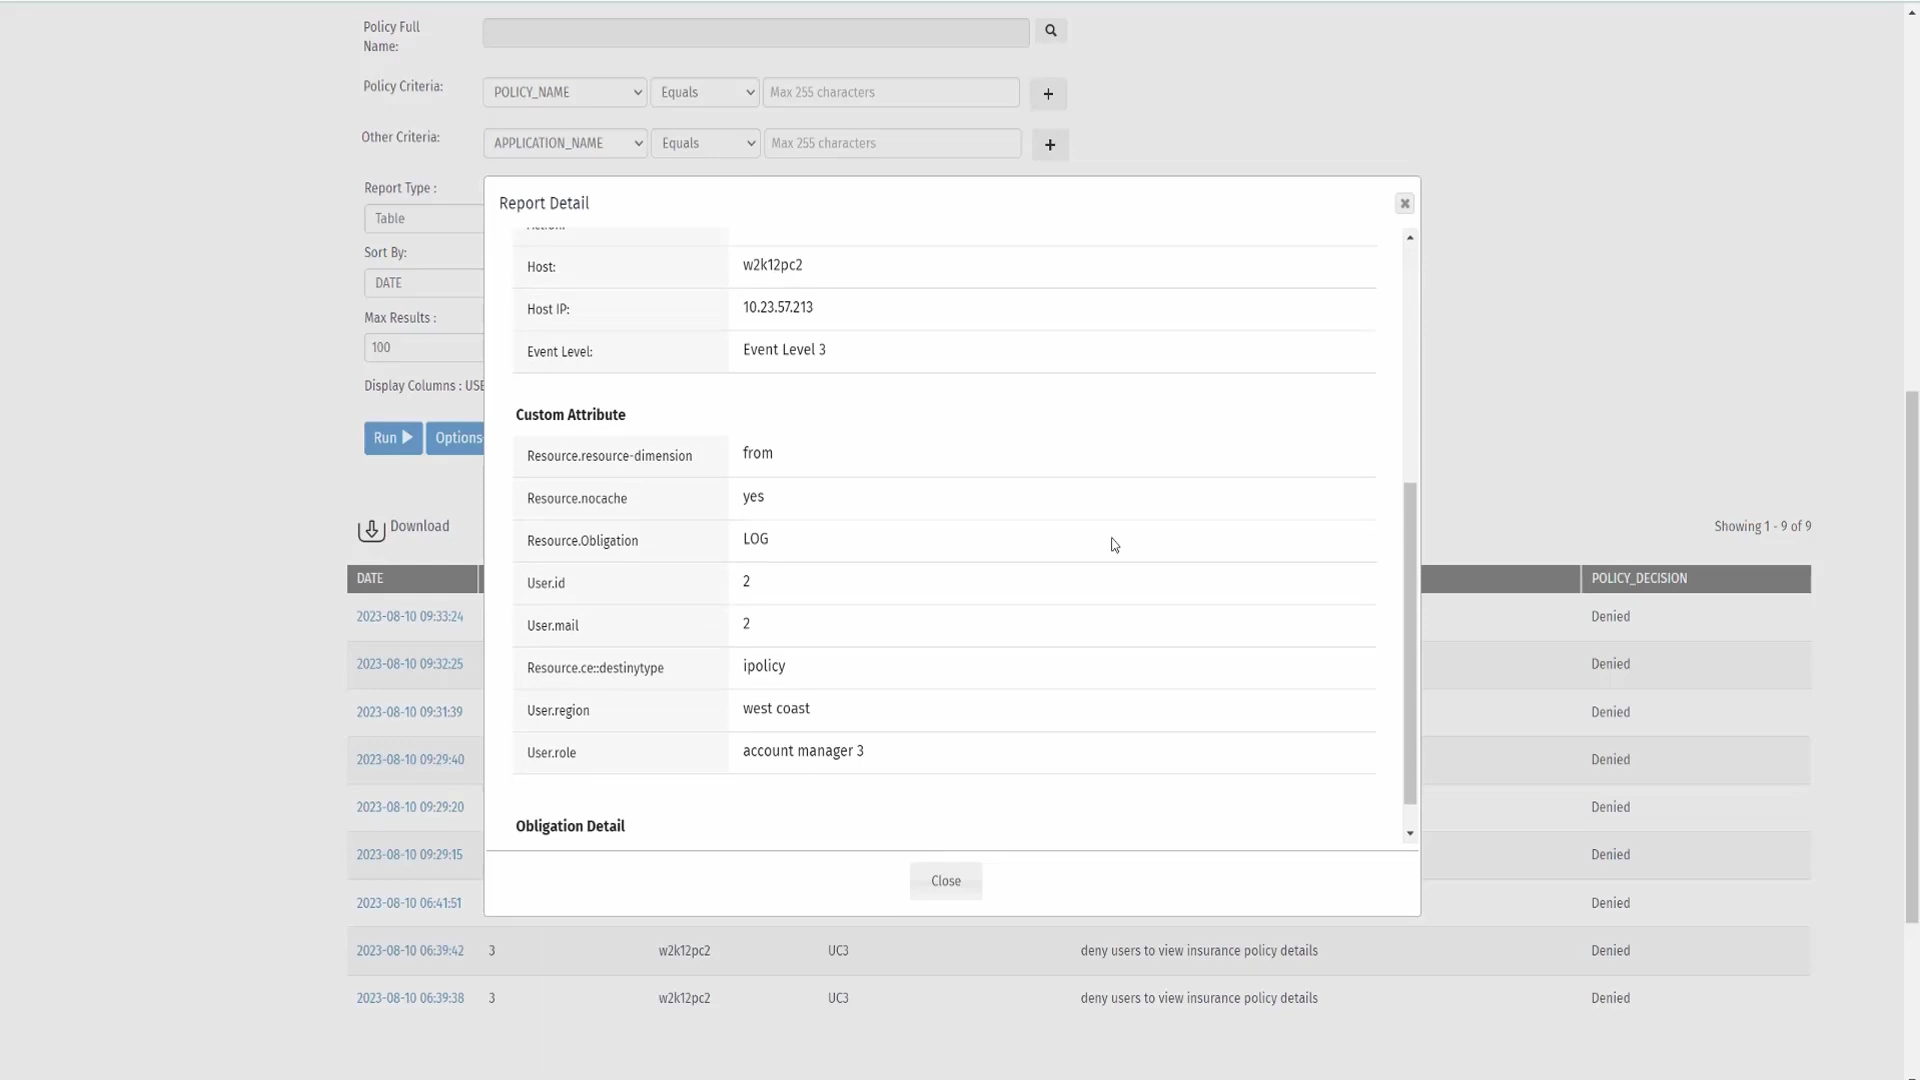 Policy Full
Name:
Policy Criteria: POLICY_NAME Equals Max 255 characters +
Other Criteria: APPLICATION_NAME Equals Max 255 characters +
Report Type :
Table
Sort By:
DATE
Max Results :
100
Display Columns : USE
Run Options
Report Detail
Action:
Host: w2k12pc2
Host IP: 10.23.57.213
Event Level: Event Level 3
Custom Attribute
Resource.resource-dimension from
Resource.nocache yes
Resource.Obligation LOG
User.id 2
User.mail 2
Resource.ce::destinytype ipolicy
User.region west coast
User.role account manager 3
Obligation Detail
Close
Download Showing 1 - 9 of 9
DATE POLICY_DECISION
2023-08-10 09:33:24 Denied
2023-08-10 09:32:25 Denied
2023-08-10 09:31:39 Denied
2023-08-10 09:29:40 Denied
2023-08-10 09:29:20 Denied
2023-08-10 09:29:15 Denied
2023-08-10 06:41:51 Denied
2023-08-10 06:39:42 3 w2k12pc2 UC3 deny users to view insurance policy details Denied
2023-08-10 06:39:38 3 w2k12pc2 UC3 deny users to view insurance policy details Denied